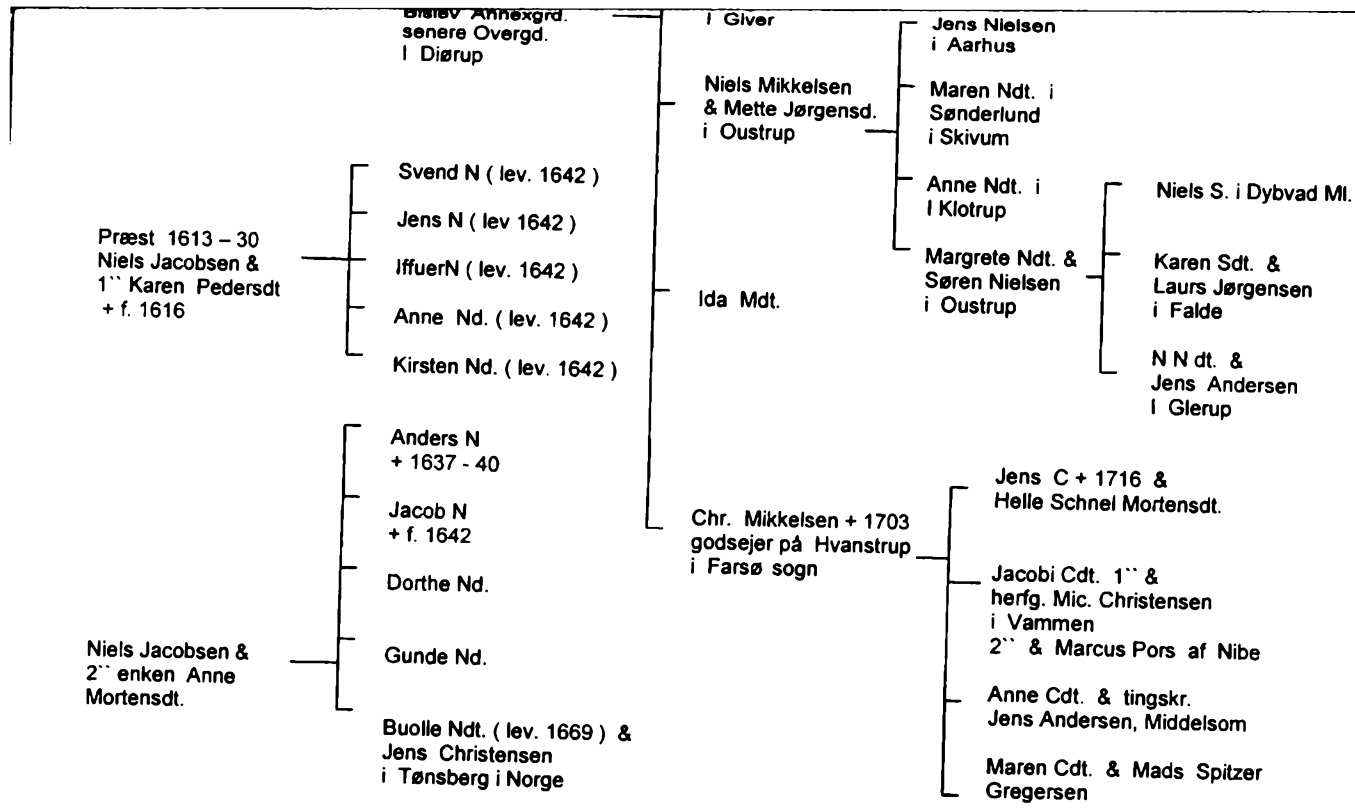 Bislev Annexgrd.
senere Overgd.
I Diørup
i Giver
Niels Mikkelsen
& Mette Jørgensd.
i Oustrup
Jens Nielsen
i Aarhus
Maren Ndt. i
Sønderlund
i Skivum
Anne Ndt. i
I Klotrup
Margrete Ndt. &
Søren Nielsen
i Oustrup
Niels S. i Dybvad Ml.
Karen Sdt. &
Laurs Jørgensen
i Falde
N N dt. &
Jens Andersen
I Glerup
Præst 1613 – 30
Niels Jacobsen &
1`` Karen Pedersdt
+ f. 1616
Svend N ( lev. 1642 )
Jens N ( lev 1642 )
IffuerN ( lev. 1642 )
Anne Nd. ( lev. 1642 )
Kirsten Nd. ( lev. 1642 )
Ida Mdt.
Niels Jacobsen &
2`` enken Anne
Mortensdt.
Anders N
+ 1637 - 40
Jacob N
+ f. 1642
Dorthe Nd.
Gunde Nd.
Buolle Ndt. ( lev. 1669 ) &
Jens Christensen
i Tønsberg i Norge
Chr. Mikkelsen + 1703
godsejer på Hvanstrup
i Farsø sogn
Jens C + 1716 &
Helle Schnel Mortensdt.
Jacobi Cdt. 1`` &
herfg. Mic. Christensen
i Vammen
2`` & Marcus Pors af Nibe
Anne Cdt. & tingskr.
Jens Andersen, Middelsom
Maren Cdt. & Mads Spitzer
Gregersen